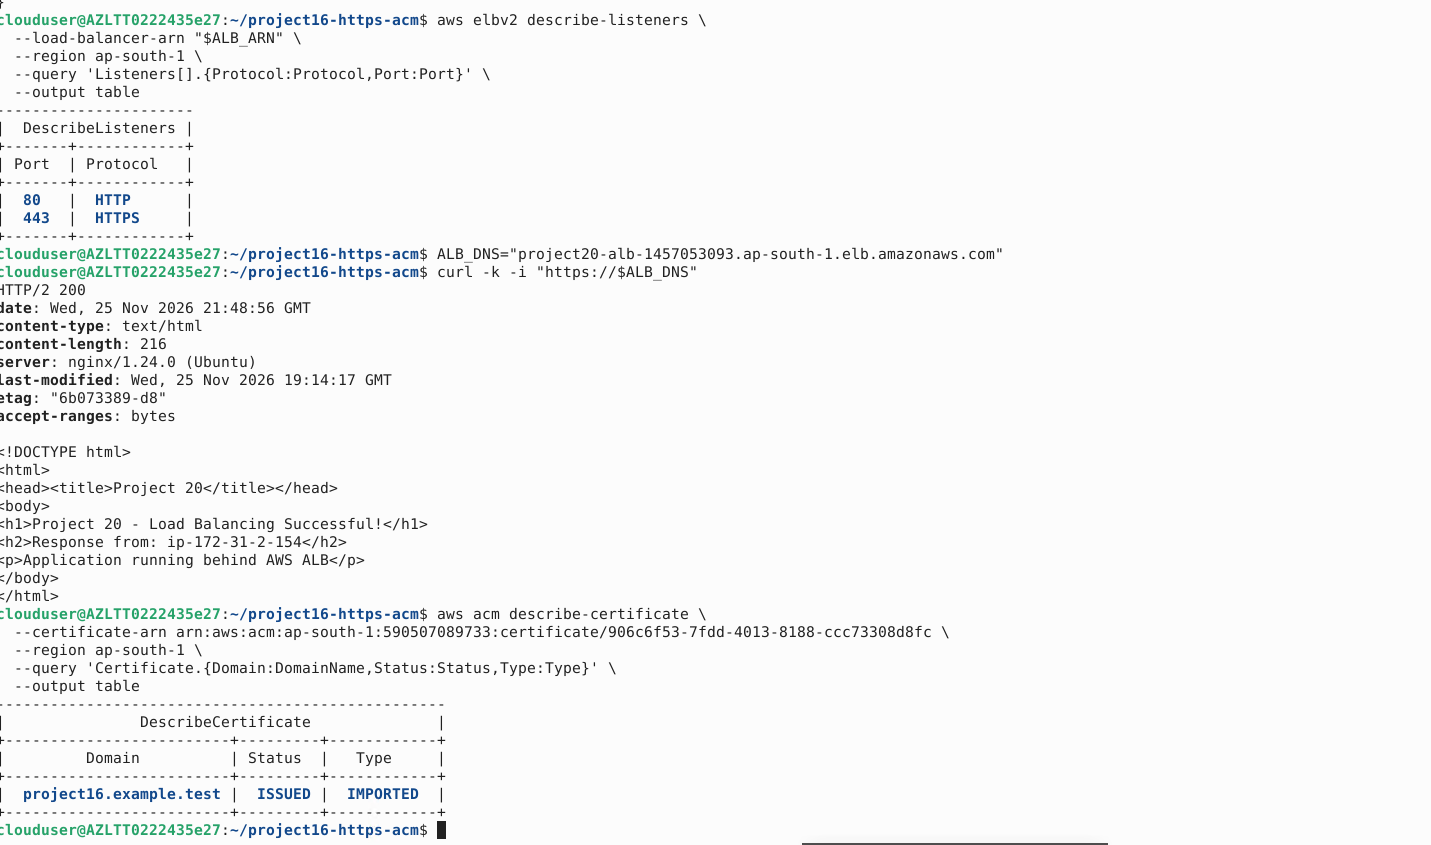 }
clouduser@AZLTT0222435e27:~/project16-https-acm$ aws elbv2 describe-listeners \
  --load-balancer-arn "$ALB_ARN" \
  --region ap-south-1 \
  --query 'Listeners[].{Protocol:Protocol,Port:Port}' \
  --output table
----------------------
|  DescribeListeners |
+-------+------------+
| Port  | Protocol   |
+-------+------------+
|  80   |  HTTP      |
|  443  |  HTTPS     |
+-------+------------+
clouduser@AZLTT0222435e27:~/project16-https-acm$ ALB_DNS="project20-alb-1457053093.ap-south-1.elb.amazonaws.com"
clouduser@AZLTT0222435e27:~/project16-https-acm$ curl -k -i "https://$ALB_DNS"
HTTP/2 200
date: Wed, 25 Nov 2026 21:48:56 GMT
content-type: text/html
content-length: 216
server: nginx/1.24.0 (Ubuntu)
last-modified: Wed, 25 Nov 2026 19:14:17 GMT
etag: "6b073389-d8"
accept-ranges: bytes

<!DOCTYPE html>
<html>
<head><title>Project 20</title></head>
<body>
<h1>Project 20 - Load Balancing Successful!</h1>
<h2>Response from: ip-172-31-2-154</h2>
<p>Application running behind AWS ALB</p>
</body>
</html>
clouduser@AZLTT0222435e27:~/project16-https-acm$ aws acm describe-certificate \
  --certificate-arn arn:aws:acm:ap-south-1:590507089733:certificate/906c6f53-7fdd-4013-8188-ccc73308d8fc \
  --region ap-south-1 \
  --query 'Certificate.{Domain:DomainName,Status:Status,Type:Type}' \
  --output table
--------------------------------------------------
|               DescribeCertificate              |
+-------------------------+---------+------------+
|         Domain          | Status  |   Type     |
+-------------------------+---------+------------+
|  project16.example.test |  ISSUED |  IMPORTED  |
+-------------------------+---------+------------+
clouduser@AZLTT0222435e27:~/project16-https-acm$